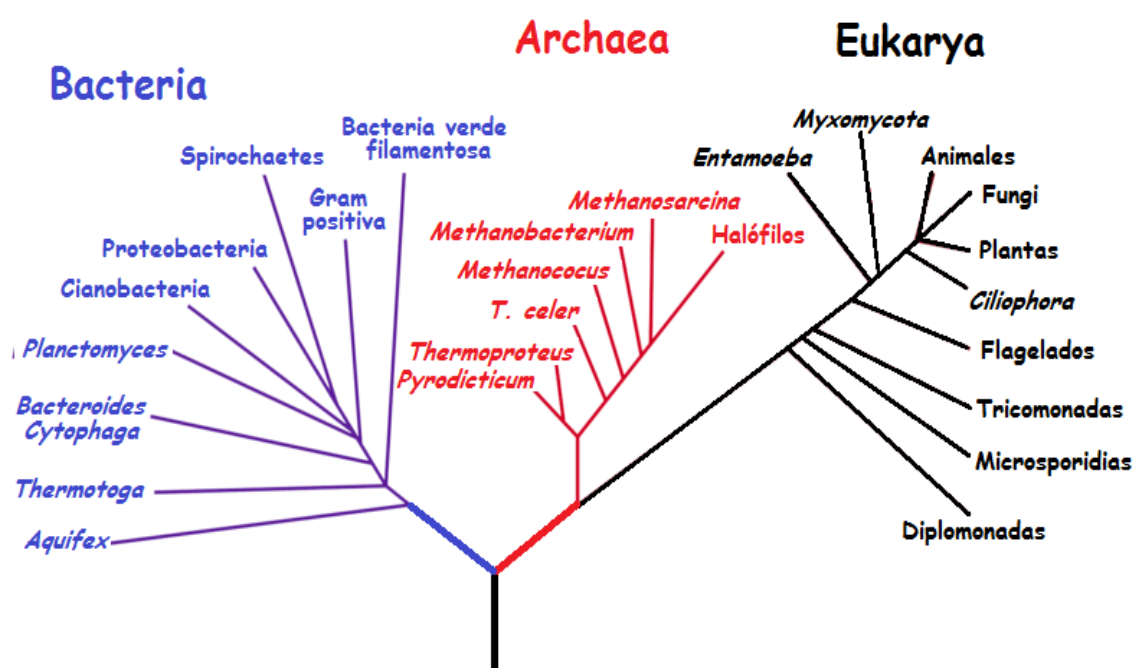 Bacteria
Archaea
Eukarya
Bacteria verde
filamentosa
Spirochaetes
Gram
positiva
Proteobacteria
Cianobacteria
Planctomyces
Bacteroides
Cytophaga
Thermotoga
Aquifex
Methanosarcina
Methanobacterium
Halófilos
Methanococus
T. celer
Thermoproteus
Pyrodicticum
Myxomycota
Entamoeba
Animales
Fungi
Plantas
Ciliophora
Flagelados
Tricomonadas
Microsporidias
Diplomonadas